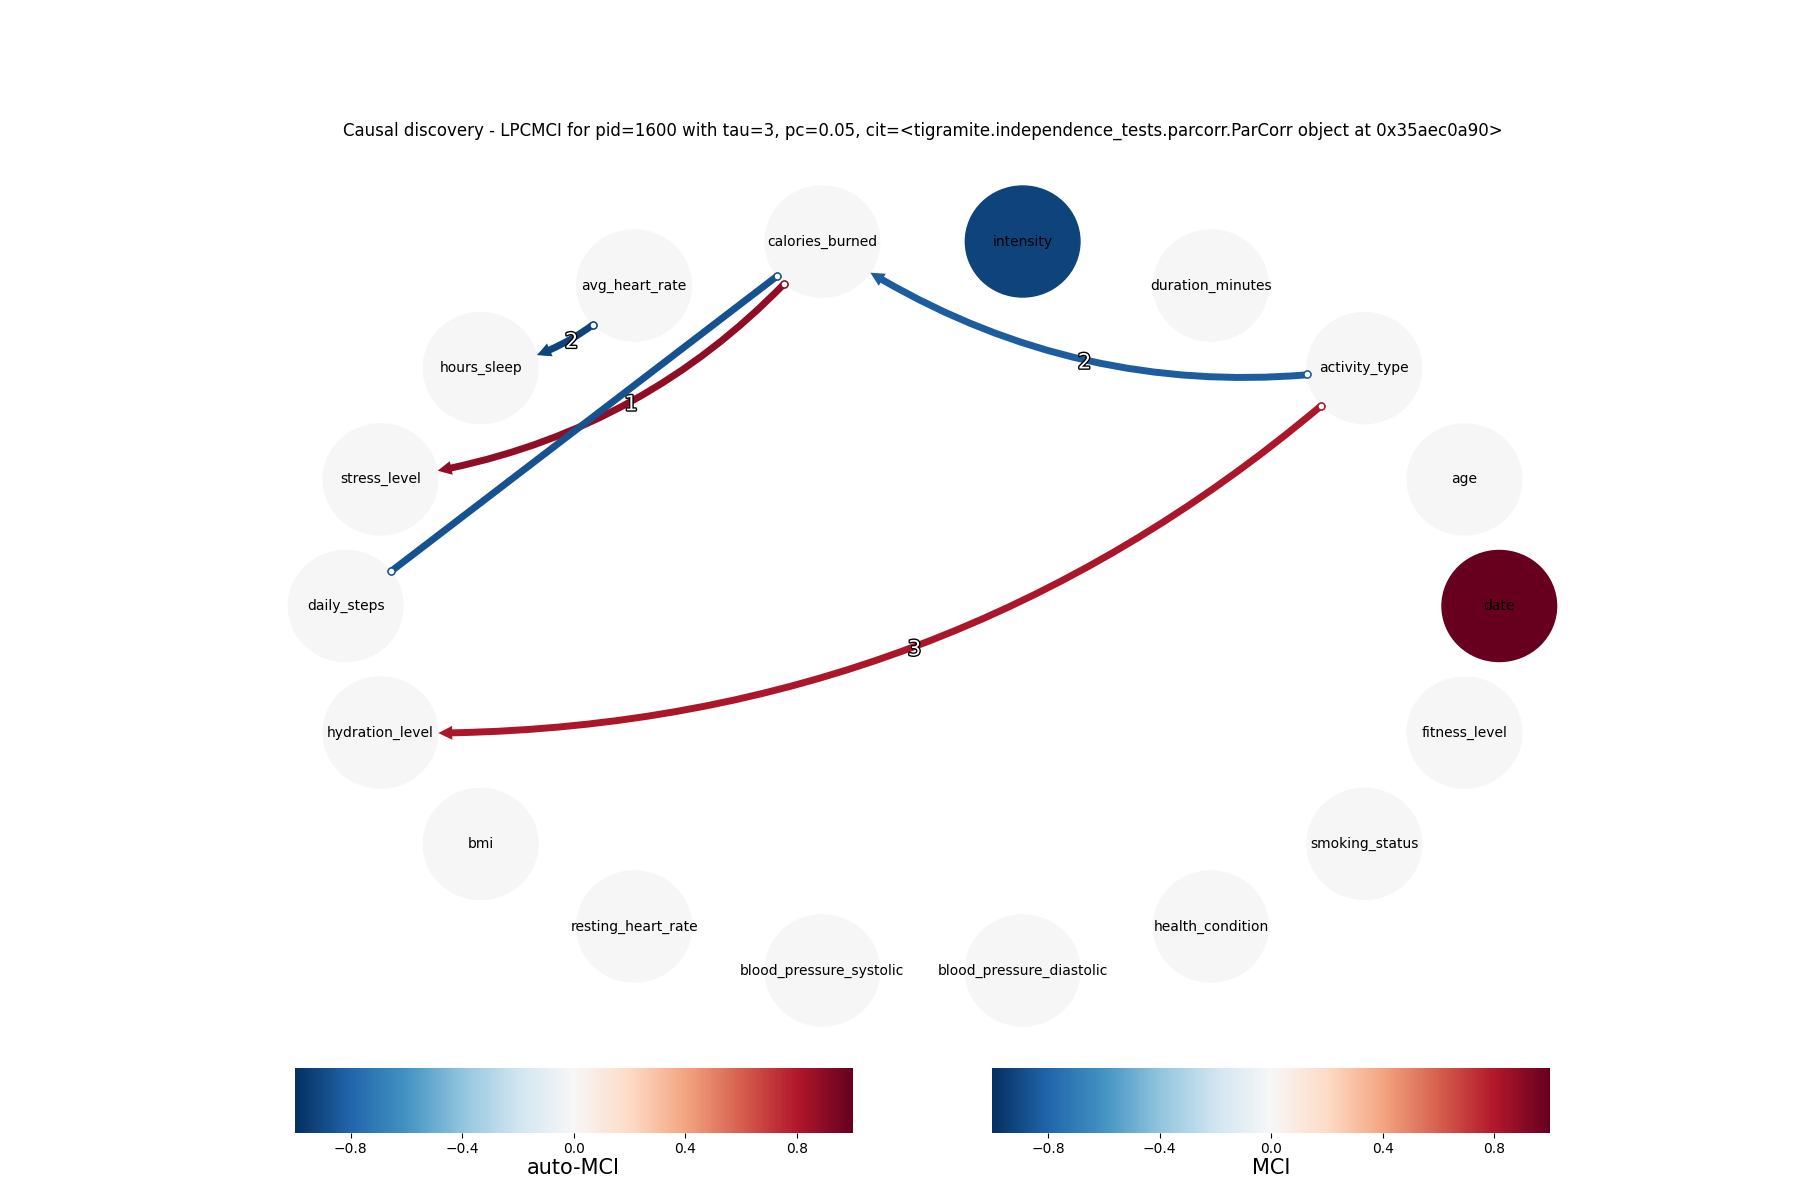 Causal discovery - LPCMCI for pid=1600 with tau=3, pc=0.05, cit=<tigramite.independence_tests.parcorr.ParCorr object at 0x35aec0a90>
calories_burned
intensity
avg_heart_rate
duration_minutes
2
hours_sleep
2
activity_type
1
stress_level
age
daily_steps
date
3
hydration_level
fitness_level
bmi
smoking_status
resting_heart_rate
health_condition
blood_pressure_systolic
blood_pressure_diastolic
−0.8 −0.4 0.0 0.4 0.8
auto-MCI
−0.8 −0.4 0.0 0.4 0.8
MCI